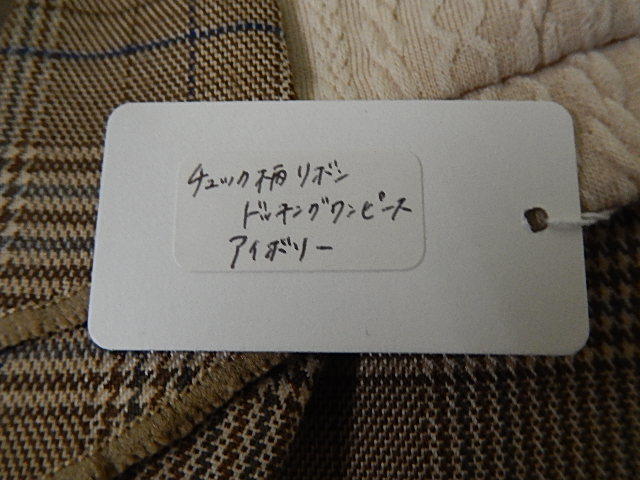 チェック柄リボン
ドッキングワンピース
アイボリー